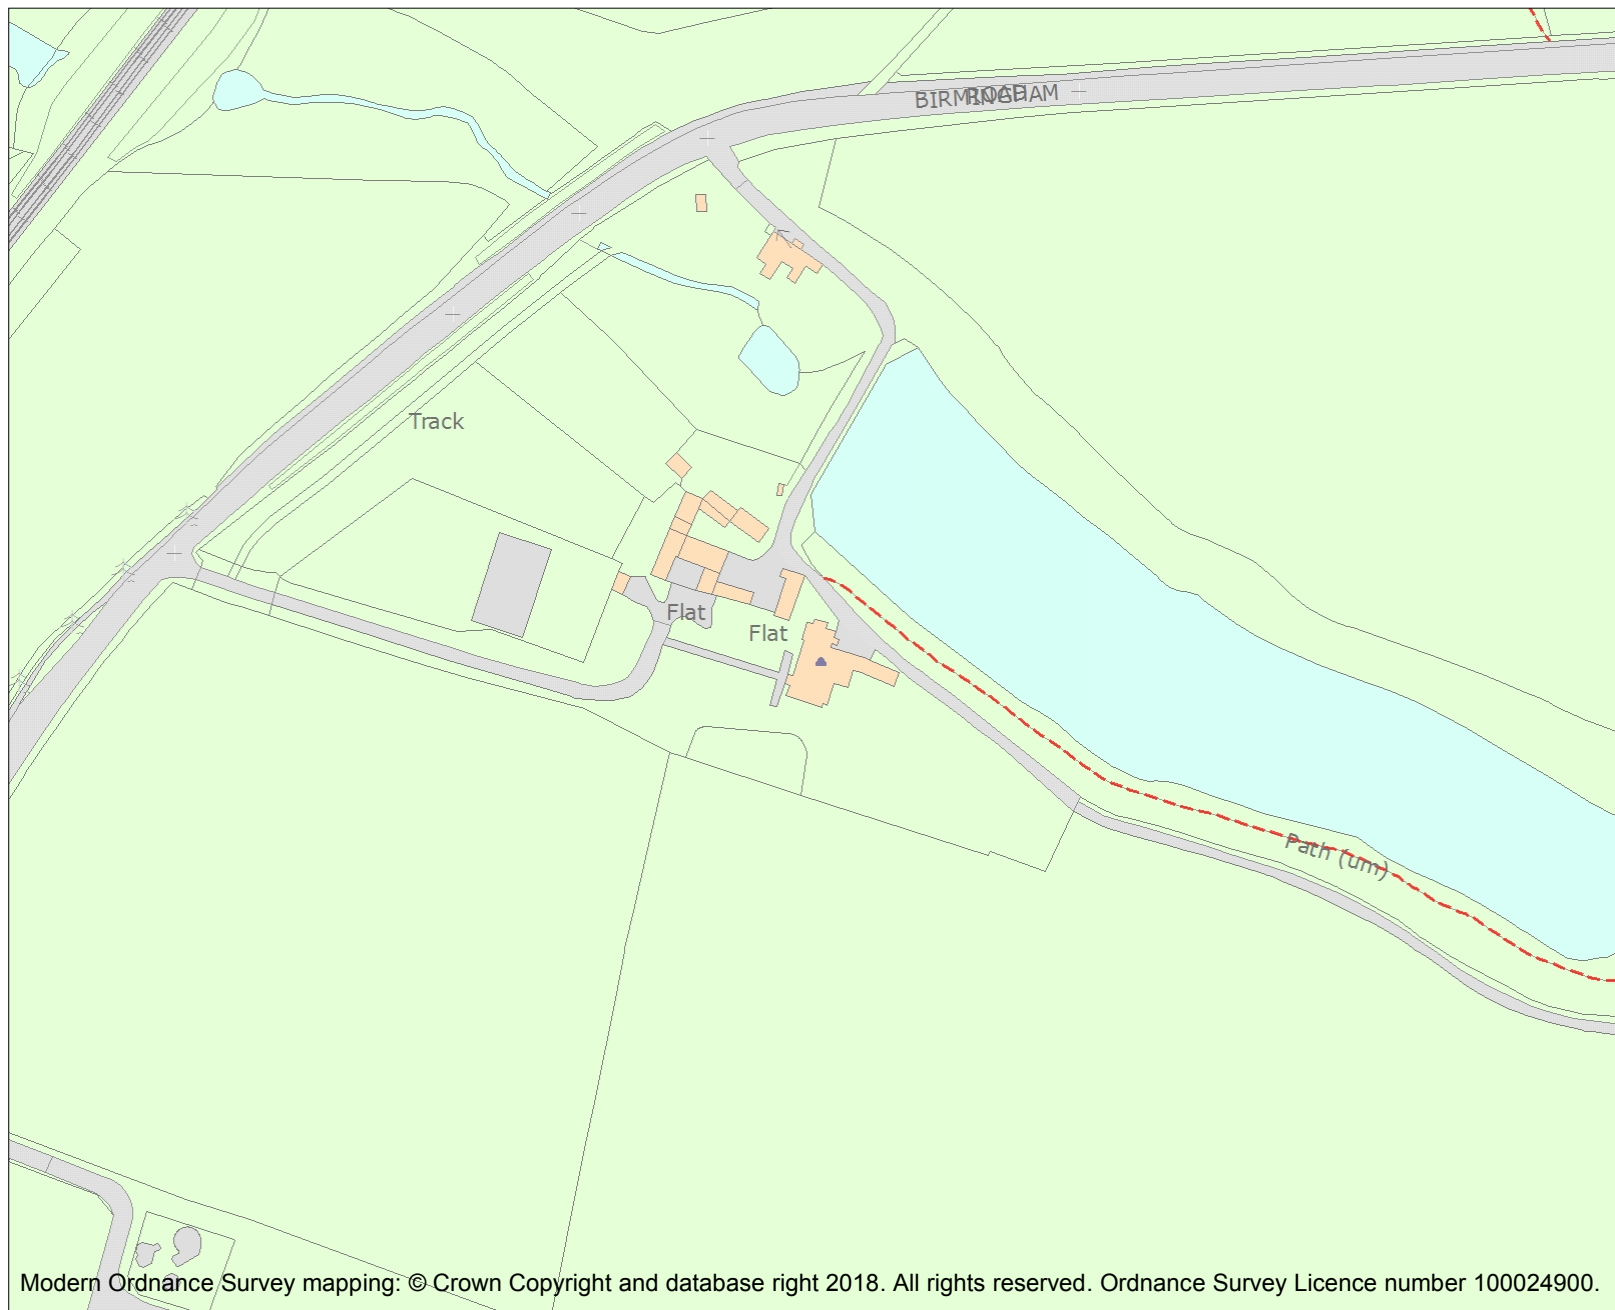 BIRMINGHAM
ROAD
Track
Flat
Flat
Path (um)
Modern Ordnance Survey mapping: © Crown Copyright and database right 2018. All rights reserved. Ordnance Survey Licence number 100024900.